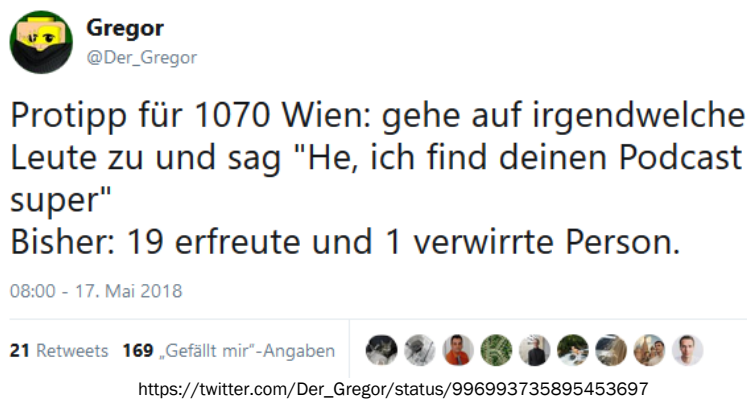 Gregor
@Der_Gregor
Protipp für 1070 Wien: gehe auf irgendwelche
Leute zu und sag "He, ich find deinen Podcast
super"
Bisher: 19 erfreute und 1 verwirrte Person.
08:00 - 17. Mai 2018
21 Retweets 169 „Gefällt mir“-Angaben
https://twitter.com/Der_Gregor/status/996993735895453697